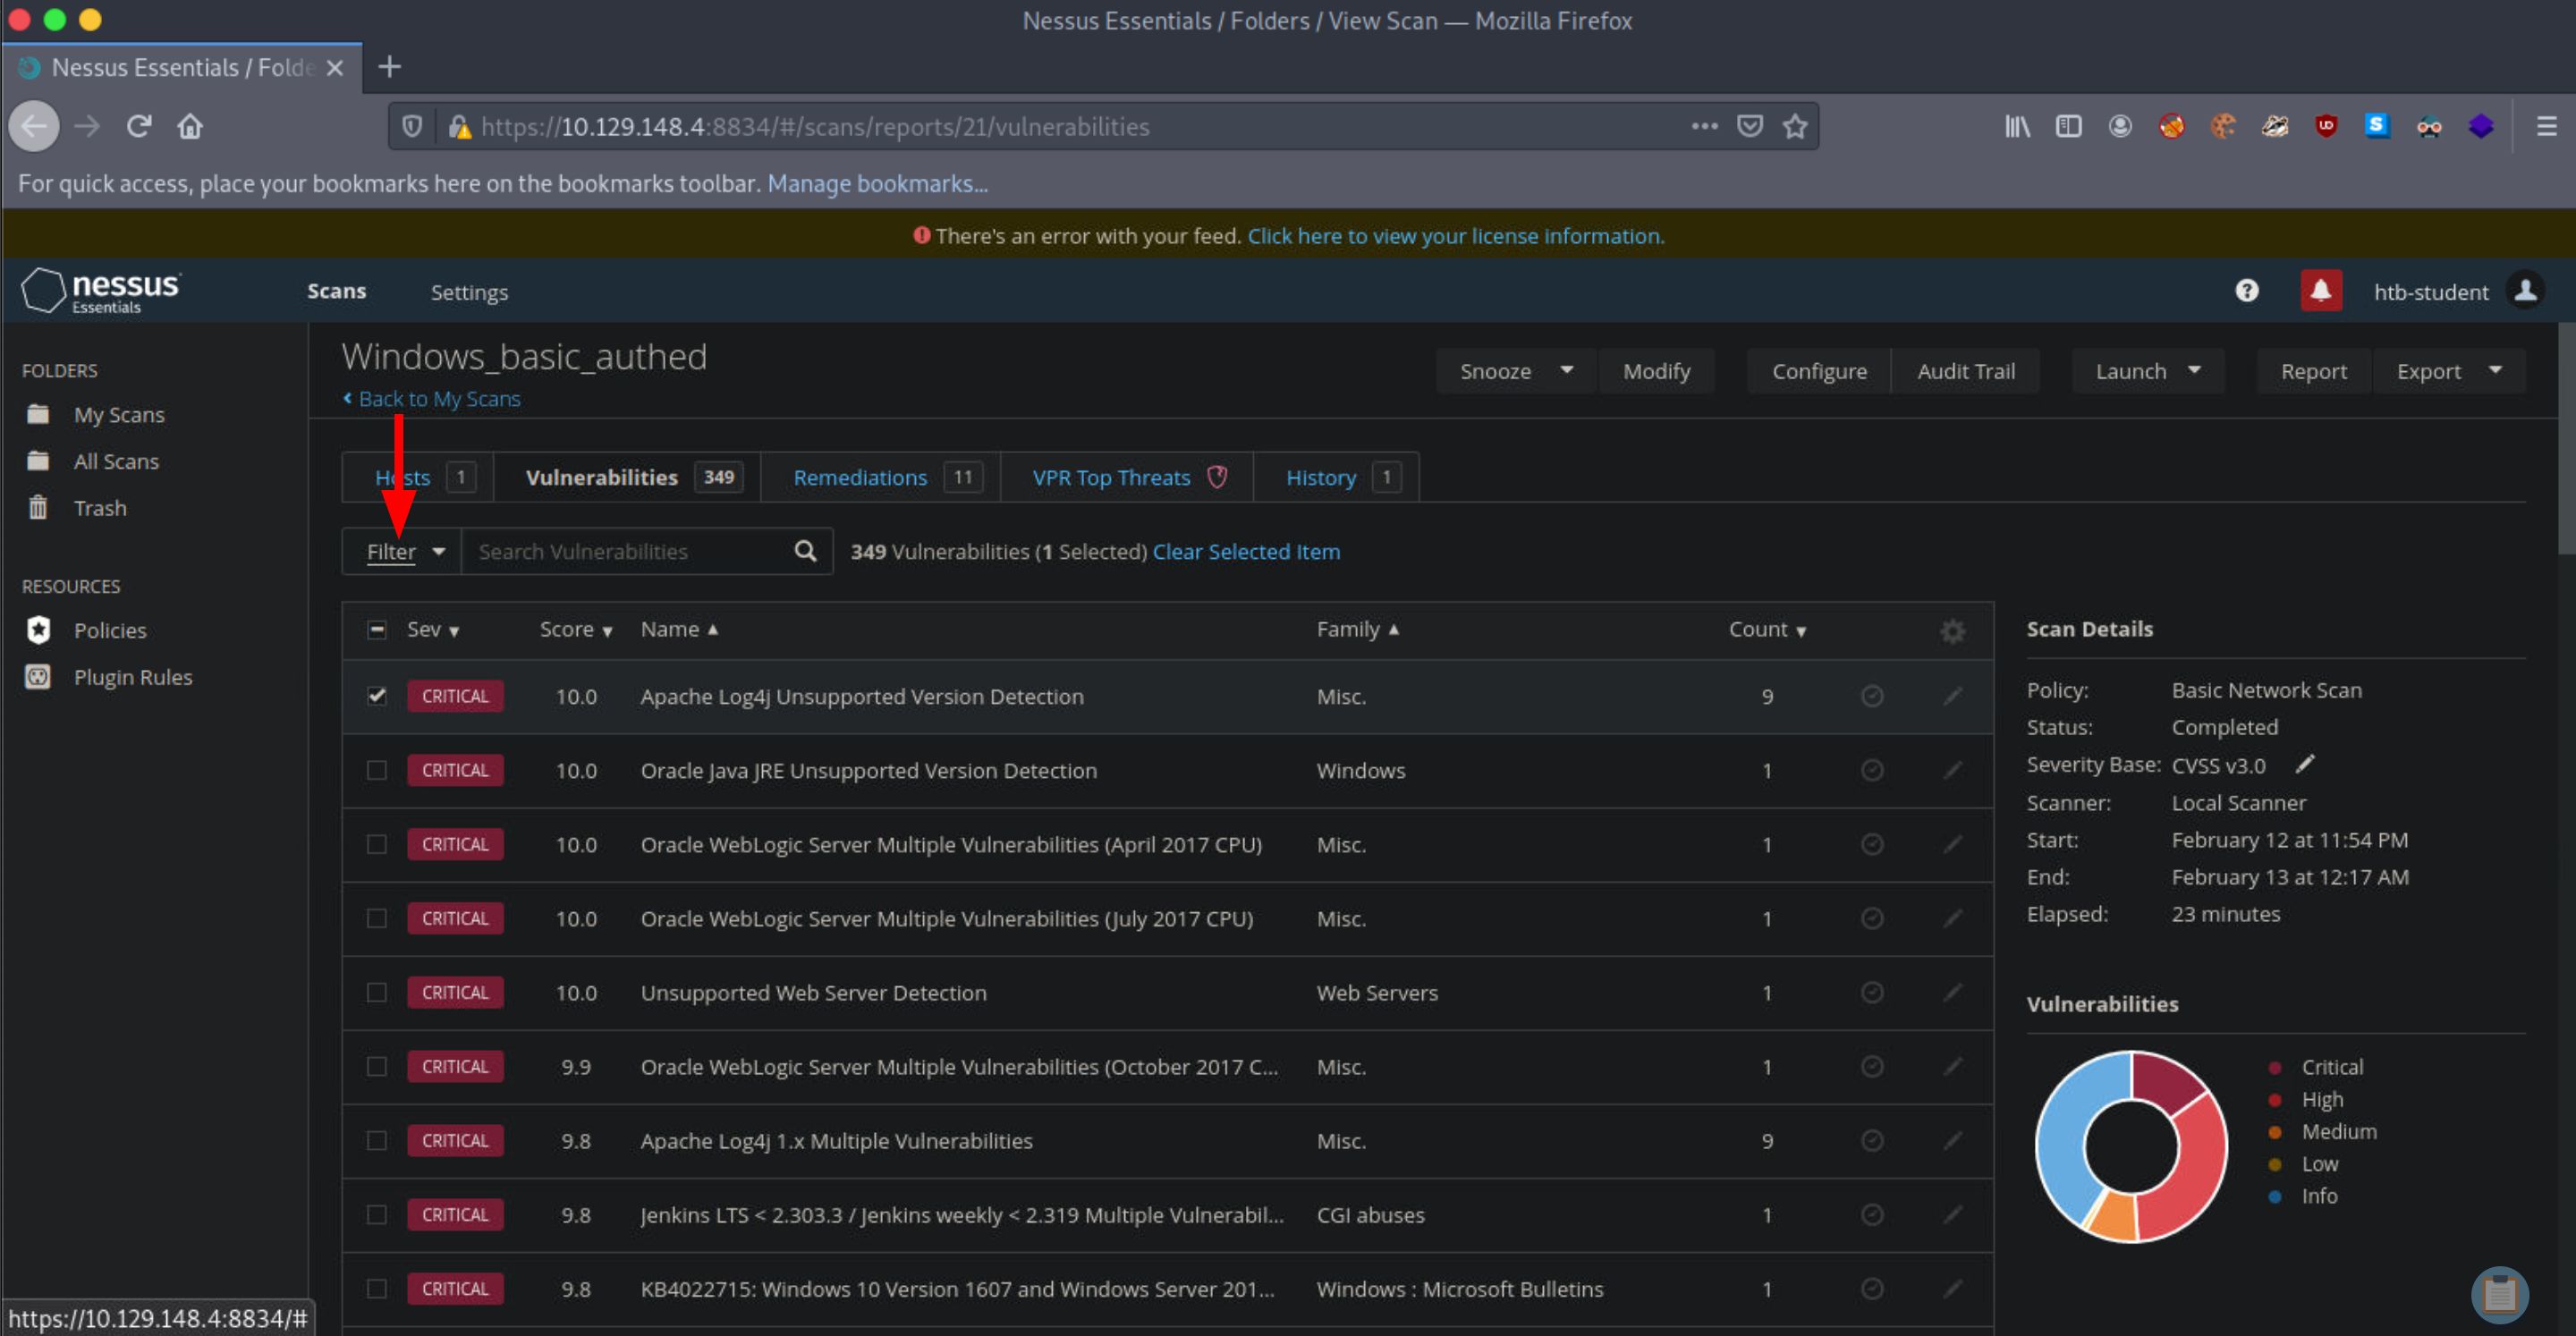 Nessus Essentials / Folders / View Scan — Mozilla Firefox
Nessus Essentials / Folde
https://10.129.148.4:8834/#/scans/reports/21/vulnerabilities
For quick access, place your bookmarks here on the bookmarks toolbar. Manage bookmarks...
There's an error with your feed. Click here to view your license information.
nessus
Essentials
Scans Settings
htb-student
FOLDERS
My Scans
All Scans
Trash
RESOURCES
Policies
Plugin Rules
Windows_basic_authed
Back to My Scans
Snooze Modify Configure Audit Trail Launch Report Export
Hosts 1 Vulnerabilities 349 Remediations 11 VPR Top Threats History 1
Filter Search Vulnerabilities 349 Vulnerabilities (1 Selected) Clear Selected Item
Sev Score Name Family Count
CRITICAL 10.0 Apache Log4j Unsupported Version Detection Misc. 9
CRITICAL 10.0 Oracle Java JRE Unsupported Version Detection Windows 1
CRITICAL 10.0 Oracle WebLogic Server Multiple Vulnerabilities (April 2017 CPU) Misc. 1
CRITICAL 10.0 Oracle WebLogic Server Multiple Vulnerabilities (July 2017 CPU) Misc. 1
CRITICAL 10.0 Unsupported Web Server Detection Web Servers 1
CRITICAL 9.9 Oracle WebLogic Server Multiple Vulnerabilities (October 2017 C... Misc. 1
CRITICAL 9.8 Apache Log4j 1.x Multiple Vulnerabilities Misc. 9
CRITICAL 9.8 Jenkins LTS < 2.303.3 / Jenkins weekly < 2.319 Multiple Vulnerabil... CGI abuses 1
CRITICAL 9.8 KB4022715: Windows 10 Version 1607 and Windows Server 201... Windows : Microsoft Bulletins 1
Scan Details
Policy: Basic Network Scan
Status: Completed
Severity Base: CVSS v3.0
Scanner: Local Scanner
Start: February 12 at 11:54 PM
End: February 13 at 12:17 AM
Elapsed: 23 minutes
Vulnerabilities
Critical
High
Medium
Low
Info
https://10.129.148.4:8834/#